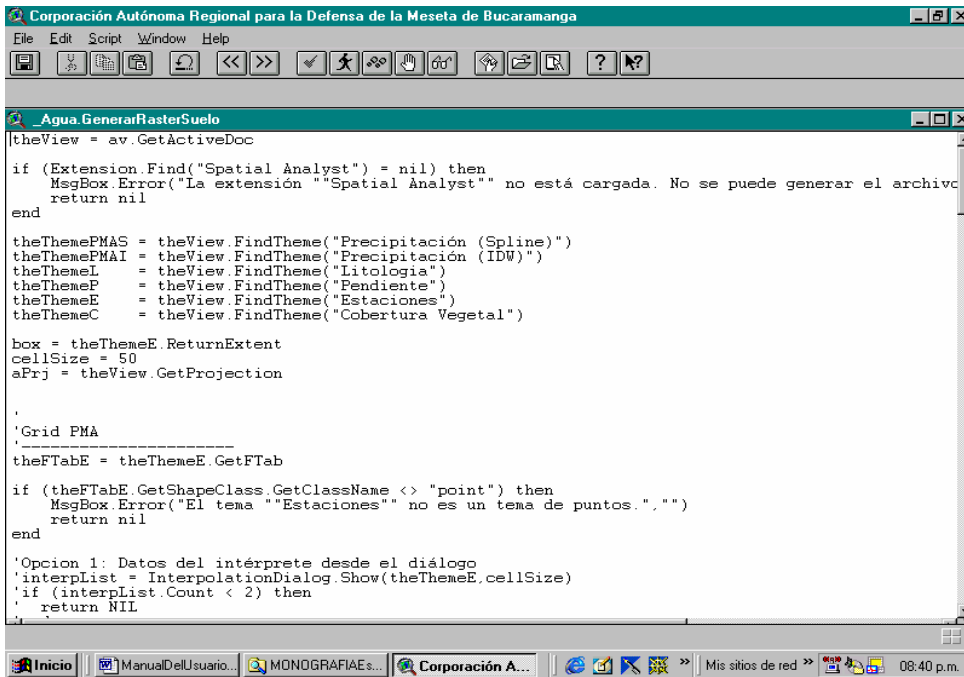 Corporación Autónoma Regional para la Defensa de la Meseta de Bucaramanga
File Edit Script Window Help
_Agua.GenerarRasterSuelo
theView = av.GetActiveDoc
if (Extension.Find("Spatial Analyst") = nil) then
    MsgBox.Error("La extensión ""Spatial Analyst"" no está cargada. No se puede generar el archivo
    return nil
end
theThemePMAS = theView.FindTheme("Precipitación (Spline)")
theThemePMAI = theView.FindTheme("Precipitación (IDW)")
theThemeL    = theView.FindTheme("Litologia")
theThemeP    = theView.FindTheme("Pendiente")
theThemeE    = theView.FindTheme("Estaciones")
theThemeC    = theView.FindTheme("Cobertura Vegetal")
box = theThemeE.ReturnExtent
cellSize = 50
aPrj = theView.GetProjection
'
'Grid PMA
'----------------------
theFTabE = theThemeE.GetFTab
if (theFTabE.GetShapeClass.GetClassName <> "point") then
    MsgBox.Error("El tema ""Estaciones"" no es un tema de puntos.","")
    return nil
end
'Opcion 1: Datos del intérprete desde el diálogo
'interpList = InterpolationDialog.Show(theThemeE,cellSize)
'if (interpList.Count < 2) then
'  return NIL
Inicio ManualDelUsuario... MONOGRAFIAEs... Corporación A... » Mis sitios de red » 08:40 p.m.